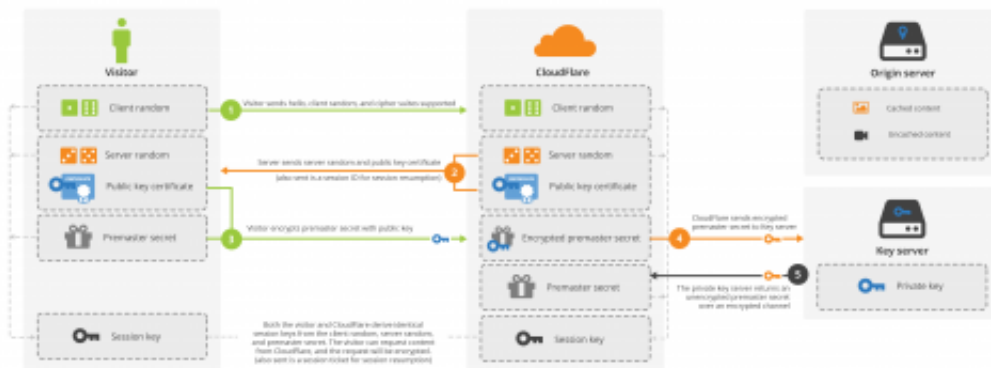 Visitor
CloudFlare
Origin server
Client random
1
Visitor sends hello, client random, and cipher suites supported
Client random
Cached content
Uncached content
Server random
Public key certificate
Server sends server random and public key certificate
(also sent is a session ID for session resumption)
2
Server random
Public key certificate
Premaster secret
3
Visitor encrypts premaster secret with public key
Encrypted premaster secret
4
CloudFlare sends encrypted
premaster secret to Key server
Key server
Premaster secret
5
The private key server returns an
unencrypted premaster secret
over an encrypted channel
Private key
Session key
Both the visitor and CloudFlare derive identical
session keys from the client random, server random,
and premaster secret. The visitor can request content
from CloudFlare, and the request will be encrypted.
(also sent is a session ticket for session resumption)
Session key